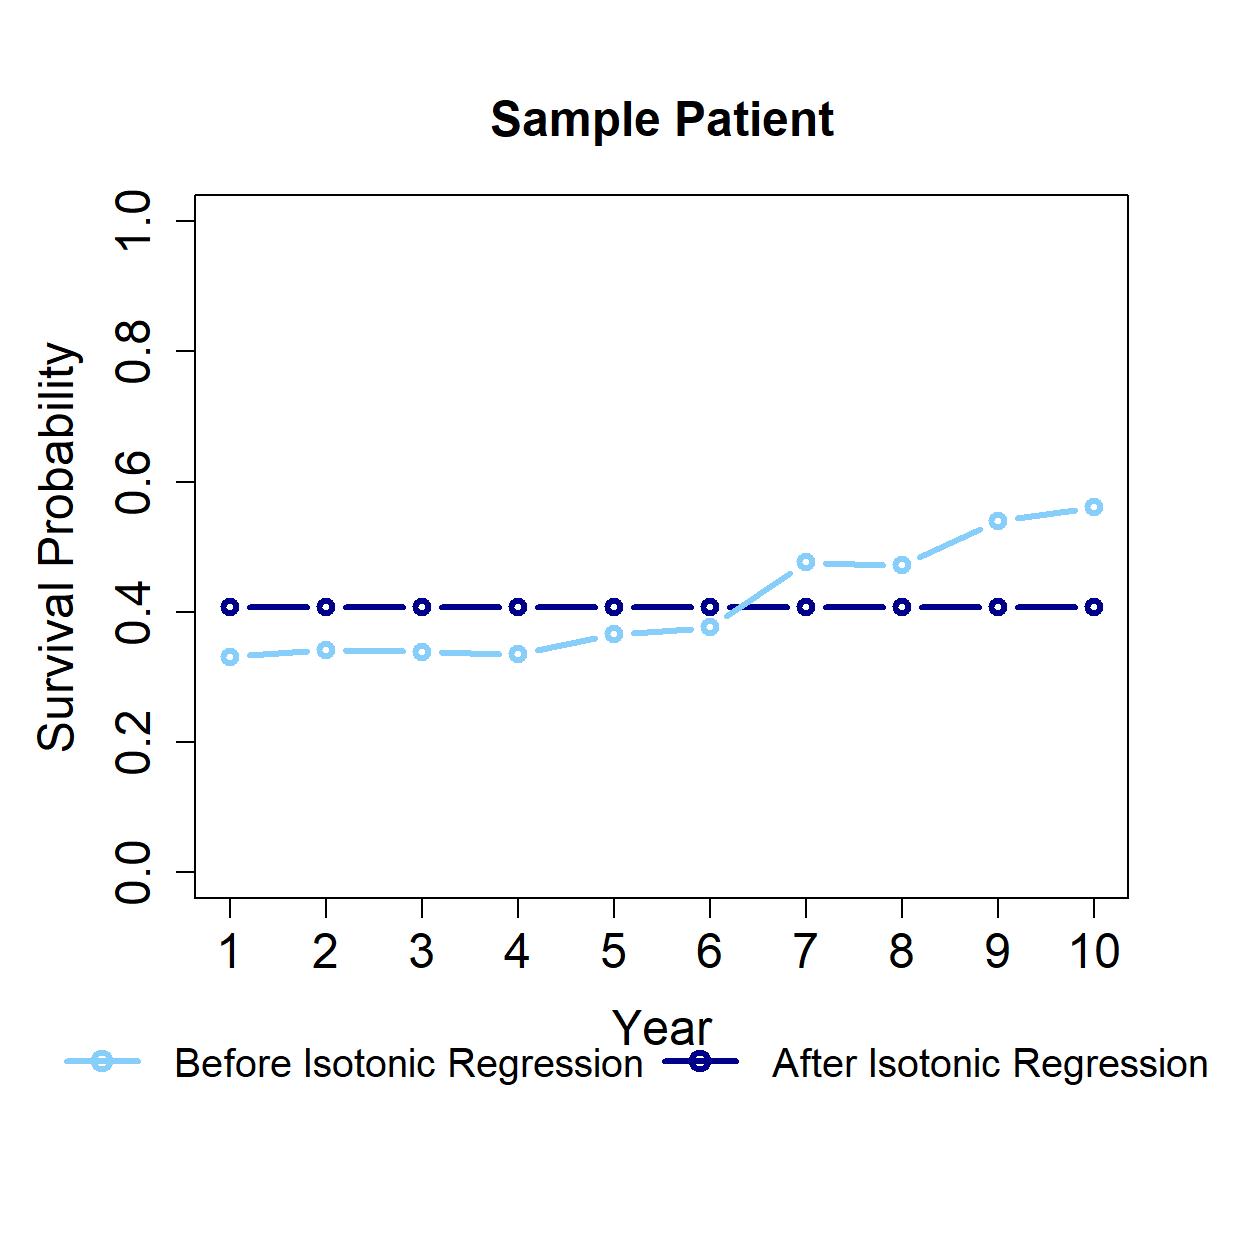 Sample Patient
Survival Probability
1.0
0.8
0.6
0.4
0.2
0.0
1 2 3 4 5 6 7 8 9 10
Year
Before Isotonic Regression After Isotonic Regression